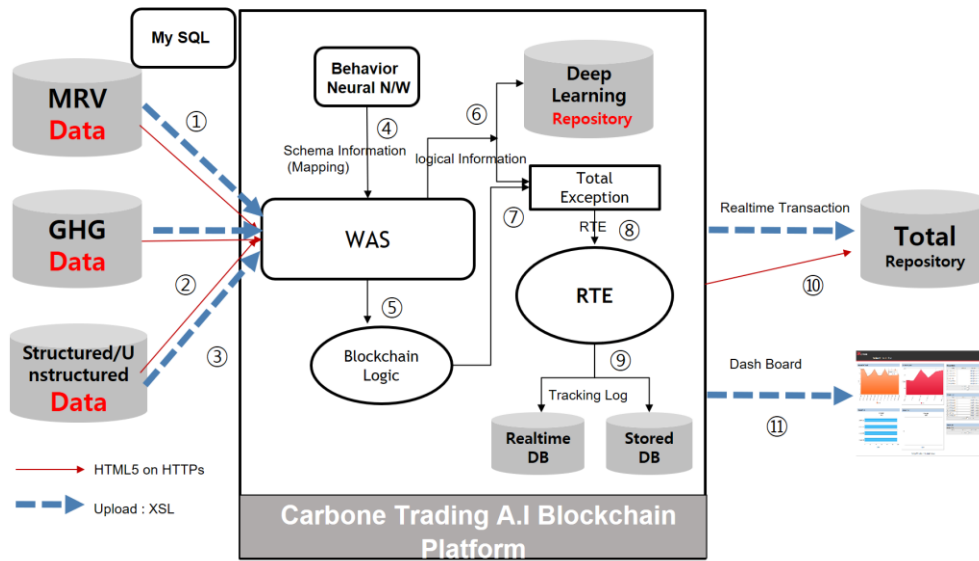 My SQL
MRV
Data
①
GHG
Data
②
Structured/U
nstructured
Data
③
HTML5 on HTTPs
Upload : XSL
Behavior
Neural N/W
④
Schema Information
(Mapping)
logical Information
⑥
Deep
Learning
Repository
WAS
⑦
Total
Exception
RTE
⑧
RTE
⑤
Blockchain
Logic
⑨
Tracking Log
Realtime
DB
Stored
DB
Carbone Trading A.I Blockchain
Platform
Realtime Transaction
⑩
Total
Repository
Dash Board
⑪